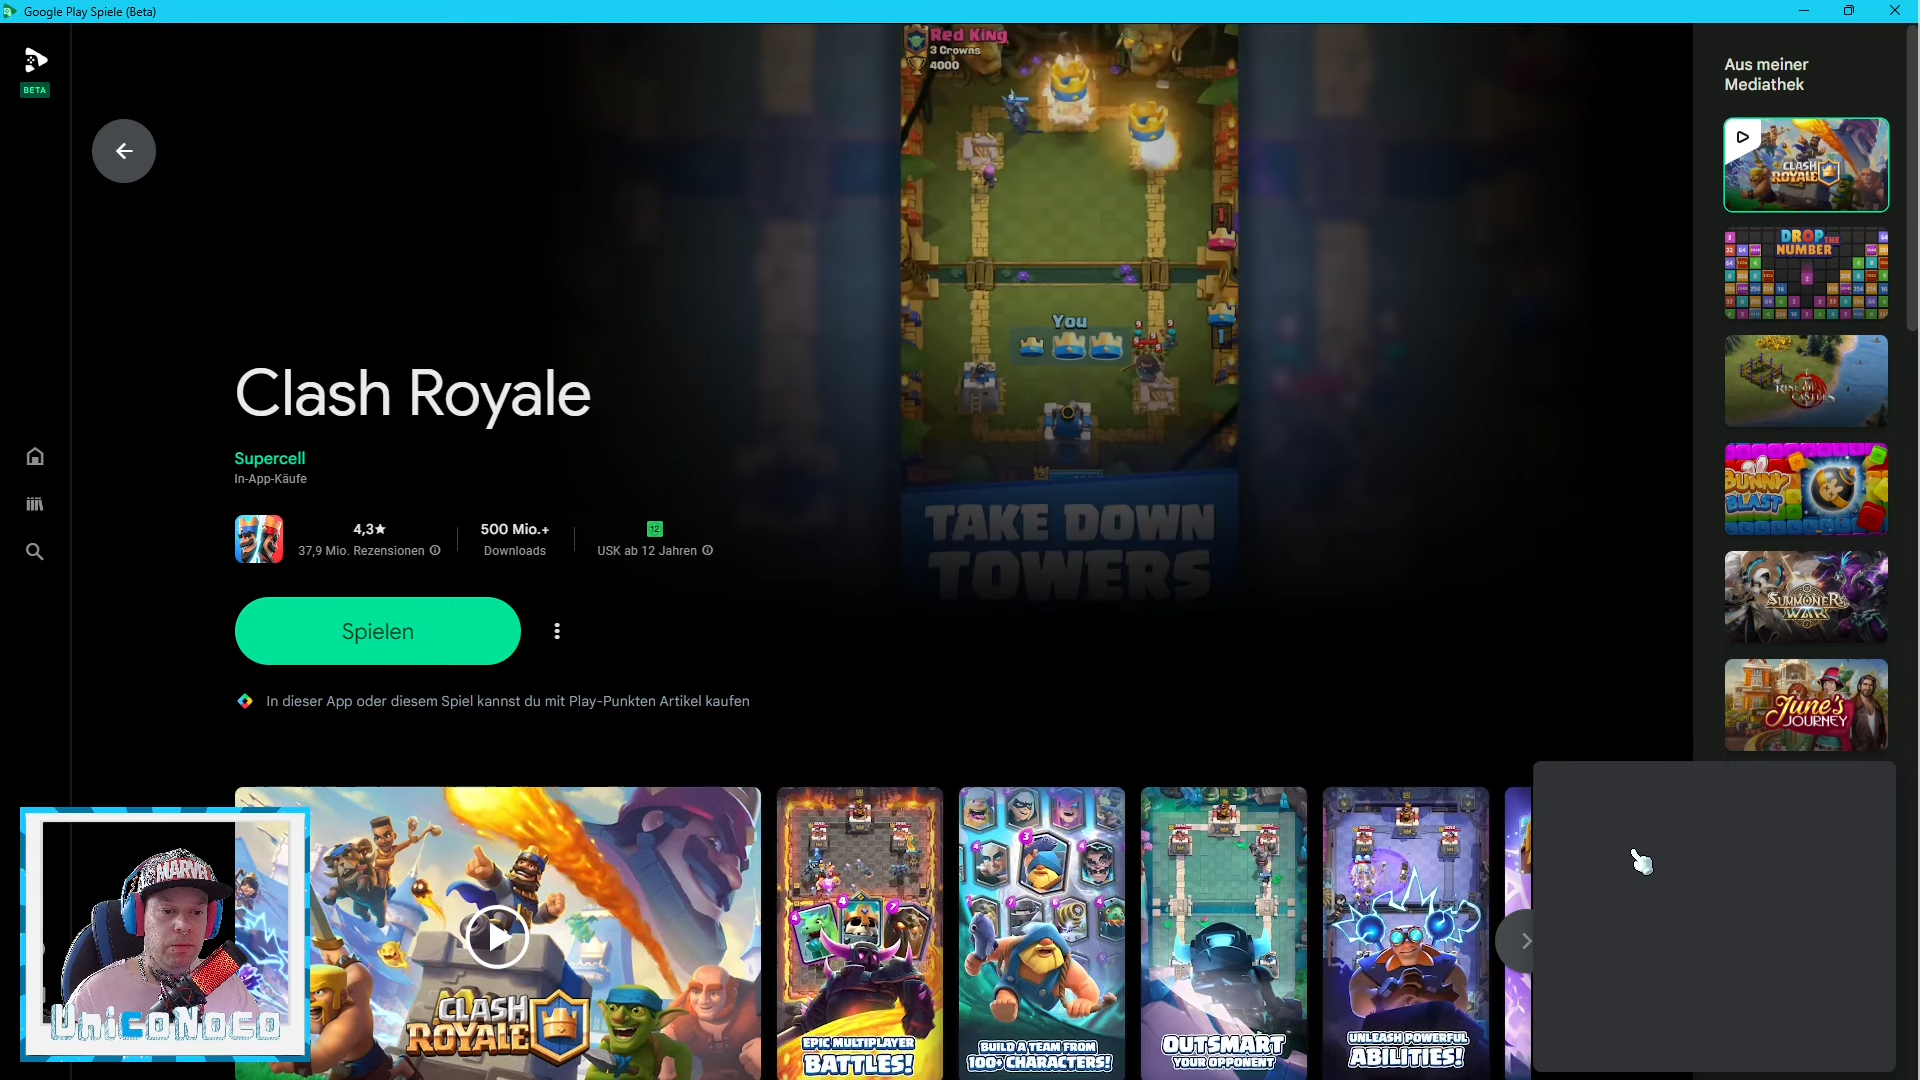 Google Play Spiele (Beta)
BETA
Red King
3 Crowns
4000
You
TAKE DOWN
TOWERS
Clash Royale
Supercell
In-App-Käufe
4,3★
37,9 Mio. Rezensionen
500 Mio.+
Downloads
12
USK ab 12 Jahren
Spielen
In dieser App oder diesem Spiel kannst du mit Play-Punkten Artikel kaufen
Aus meiner
Mediathek
CLASH
ROYALE
DROP THE
NUMBER
RISE OF
CASTLES
BUNNY
BLAST
SUMMONERS
WAR
June's
JOURNEY
MARVEL
UniCoNoCo
CLASH
ROYALE
EPIC MULTIPLAYER
BATTLES!
BUILD A TEAM FROM
100+ CHARACTERS!
OUTSMART
YOUR OPPONENT
UNLEASH POWERFUL
ABILITIES!